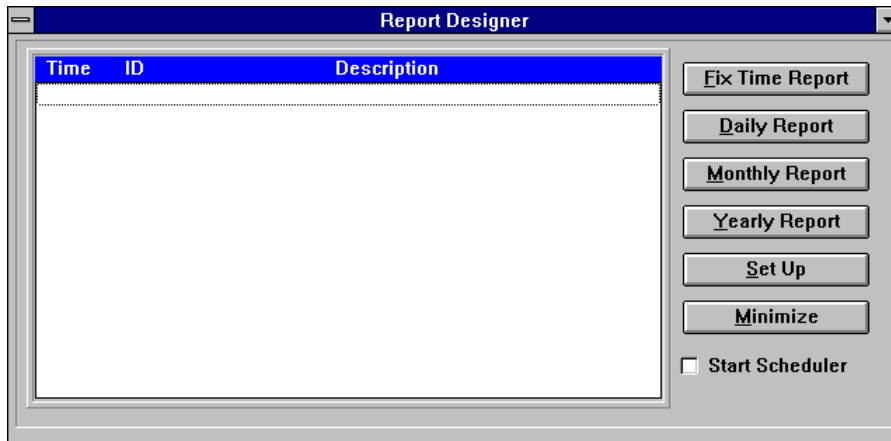 Report Designer
Time ID Description
Fix Time Report
Daily Report
Monthly Report
Yearly Report
Set Up
Minimize
Start Scheduler